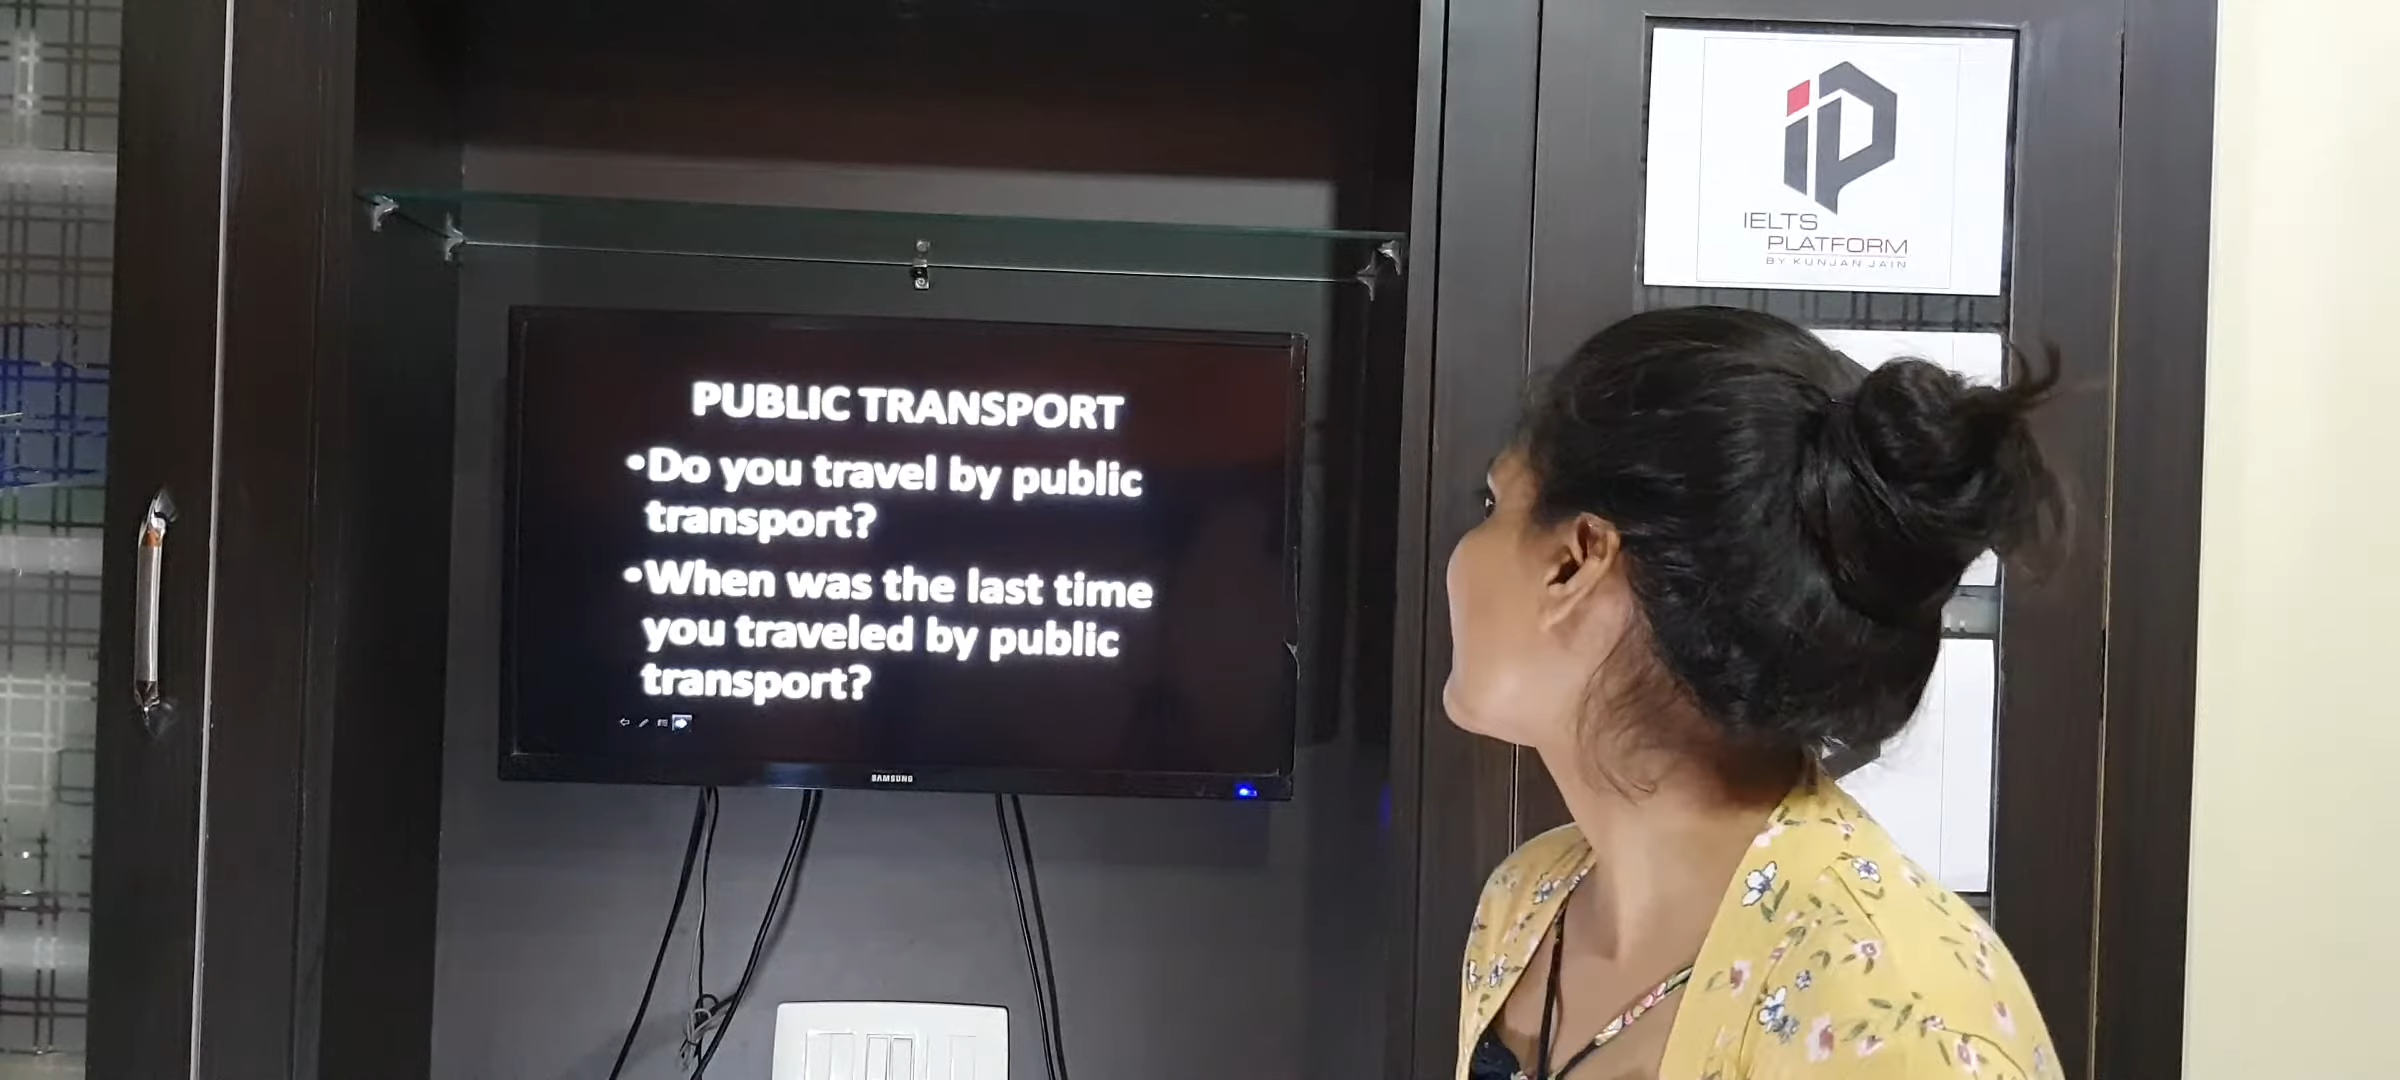 iP
IELTS
PLATFORM
BY KUNJAN JAIN
PUBLIC TRANSPORT
•Do you travel by public
transport?
•When was the last time
you traveled by public
transport?
SAMSUNG